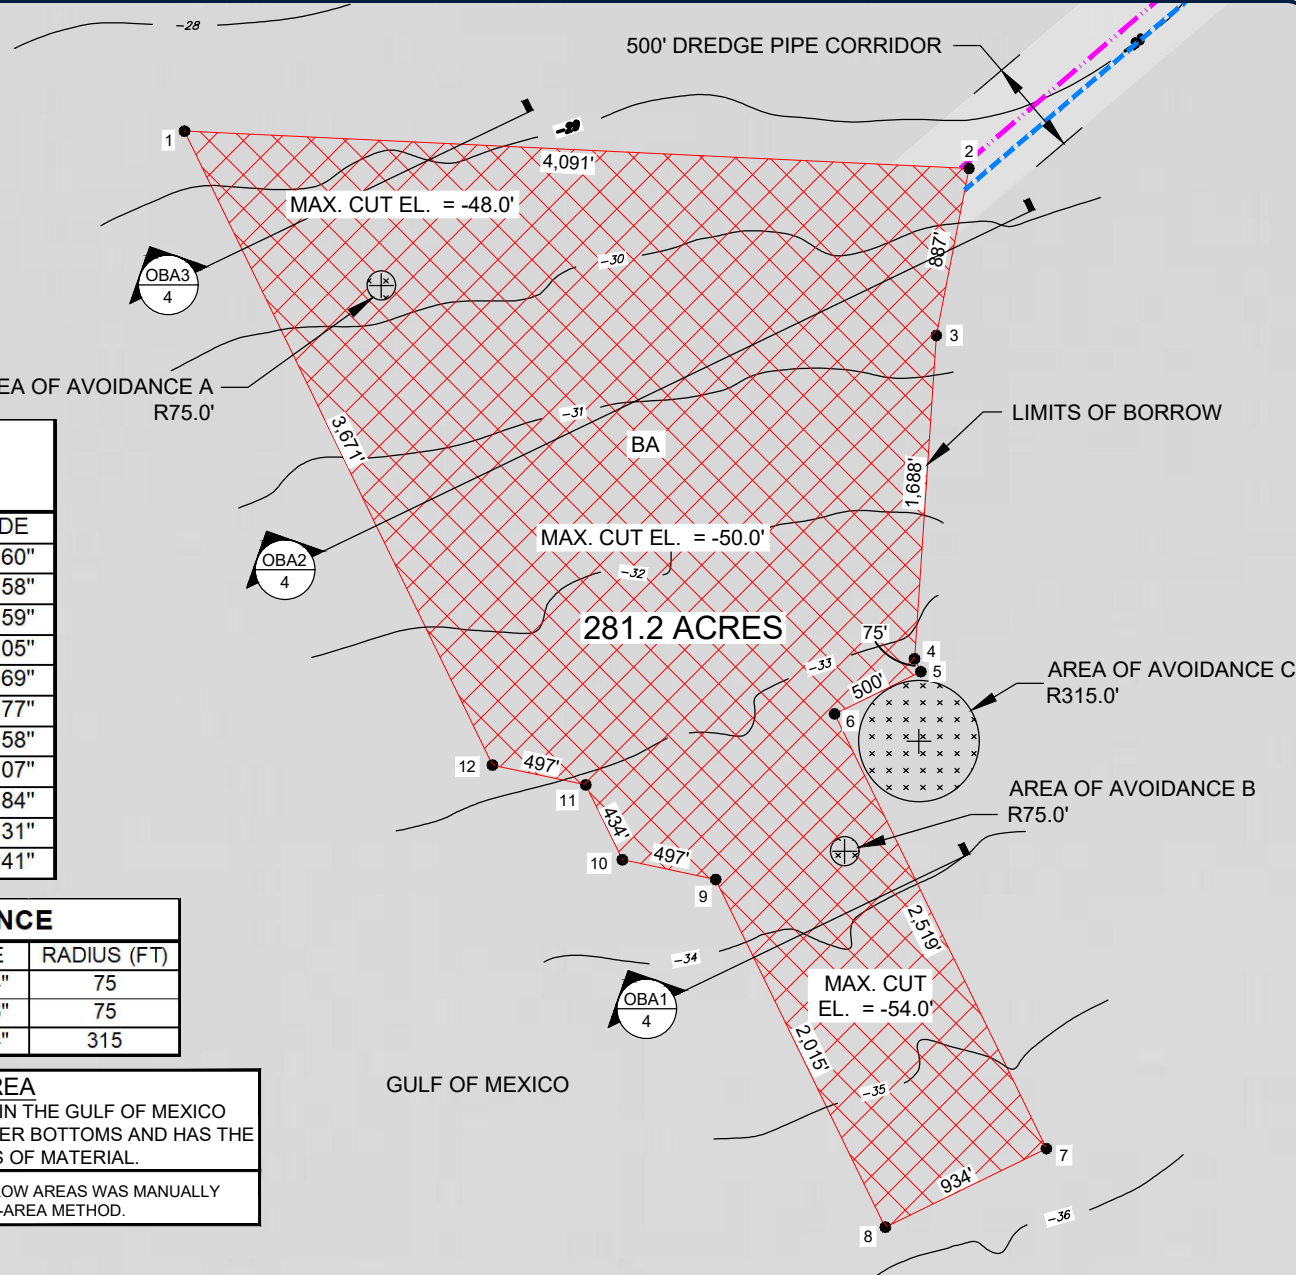 -28
500' DREDGE PIPE CORRIDOR
1
-29
4,091'
2
MAX. CUT EL. = -48.0'
887'
-30
OBA3
4
3
EA OF AVOIDANCE A
R75.0'
-31
3,671'
LIMITS OF BORROW
BA
1,688'
MAX. CUT EL. = -50.0'
OBA2
4
-32
281.2 ACRES
75'
4
-33
5
500'
AREA OF AVOIDANCE C
R315.0'
6
12
497'
11
AREA OF AVOIDANCE B
R75.0'
434'
10
497'
9
2,519'
-34
MAX. CUT
EL. = -54.0'
OBA1
4
2,015'
GULF OF MEXICO
-35
7
934'
8
-36
DE
60"
58"
59"
05"
69"
77"
58"
07"
84"
31"
41"
NCE
E RADIUS (FT)
" 75
" 75
" 315
REA
IN THE GULF OF MEXICO
ER BOTTOMS AND HAS THE
S OF MATERIAL.
OW AREAS WAS MANUALLY
-AREA METHOD.